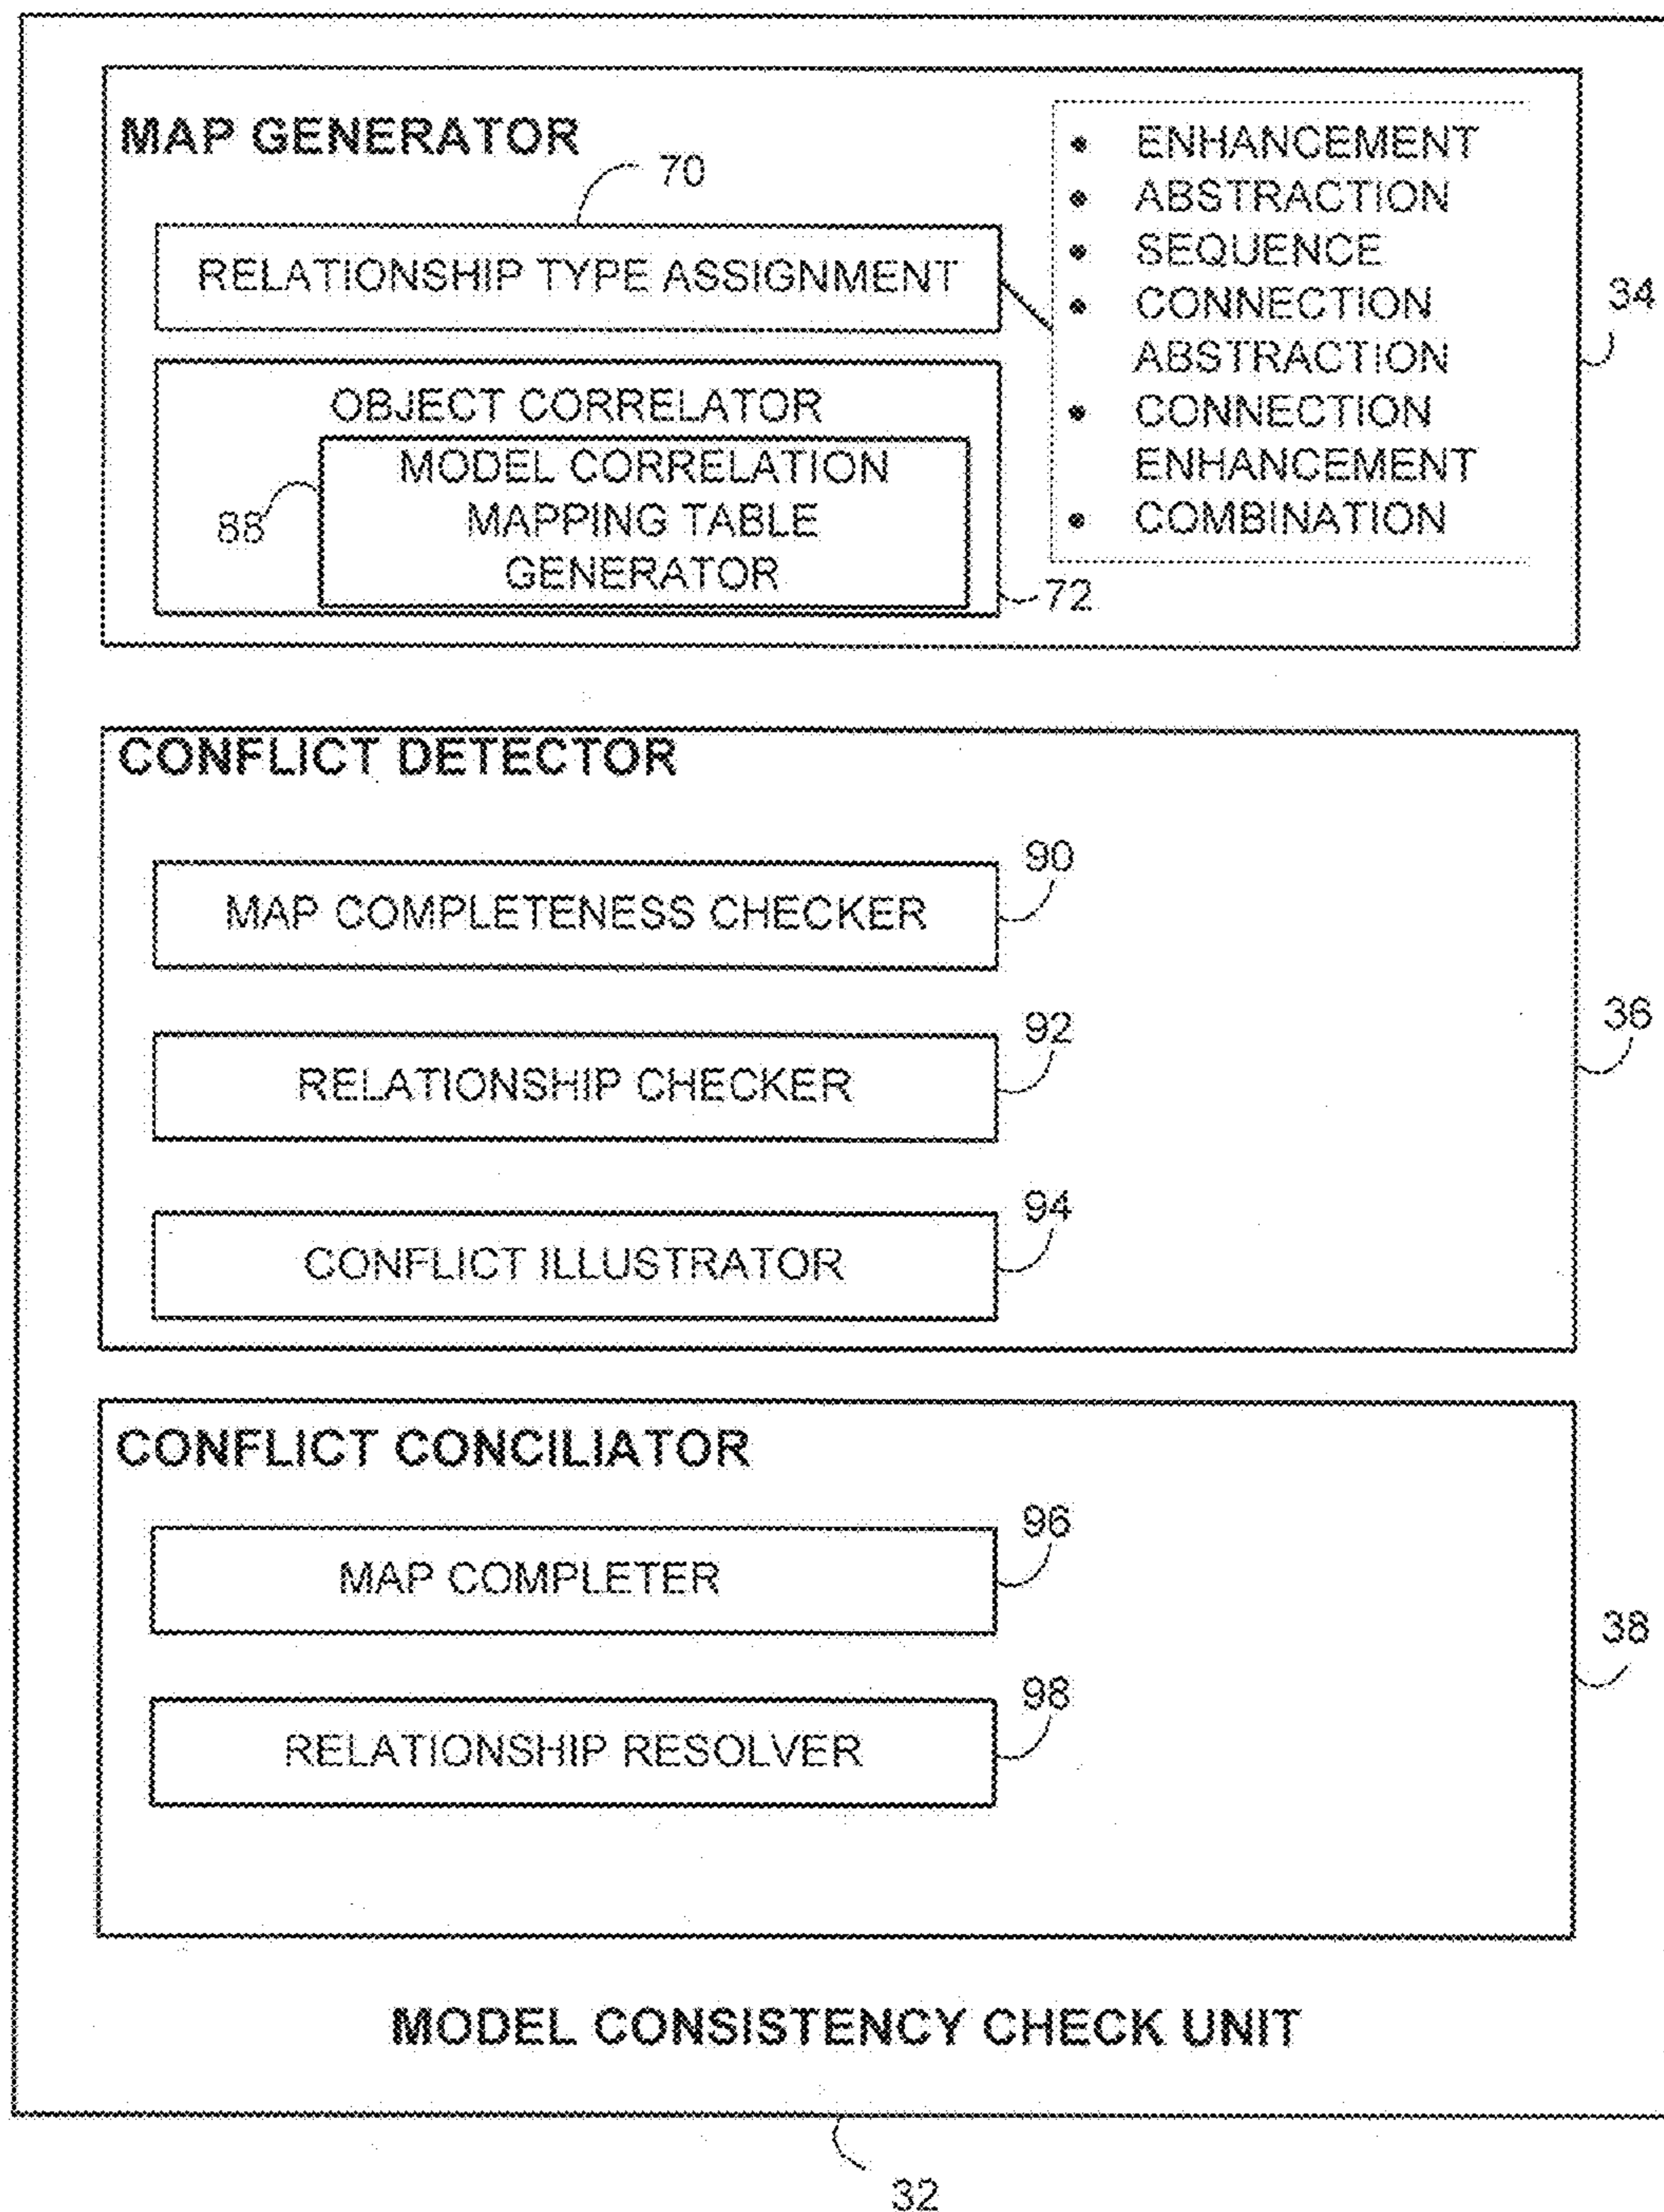 MAP GENERATOR
70
RELATIONSHIP TYPE ASSIGNMENT
• ENHANCEMENT
• ABSTRACTION
• SEQUENCE
• CONNECTION
ABSTRACTION
• CONNECTION
ENHANCEMENT
• COMBINATION
34
OBJECT CORRELATOR
MODEL CORRELATION
MAPPING TABLE
GENERATOR
88
72
CONFLICT DETECTOR
90
MAP COMPLETENESS CHECKER
92
RELATIONSHIP CHECKER
94
CONFLICT ILLUSTRATOR
36
CONFLICT CONCILIATOR
96
MAP COMPLETER
98
RELATIONSHIP RESOLVER
38
MODEL CONSISTENCY CHECK UNIT
32